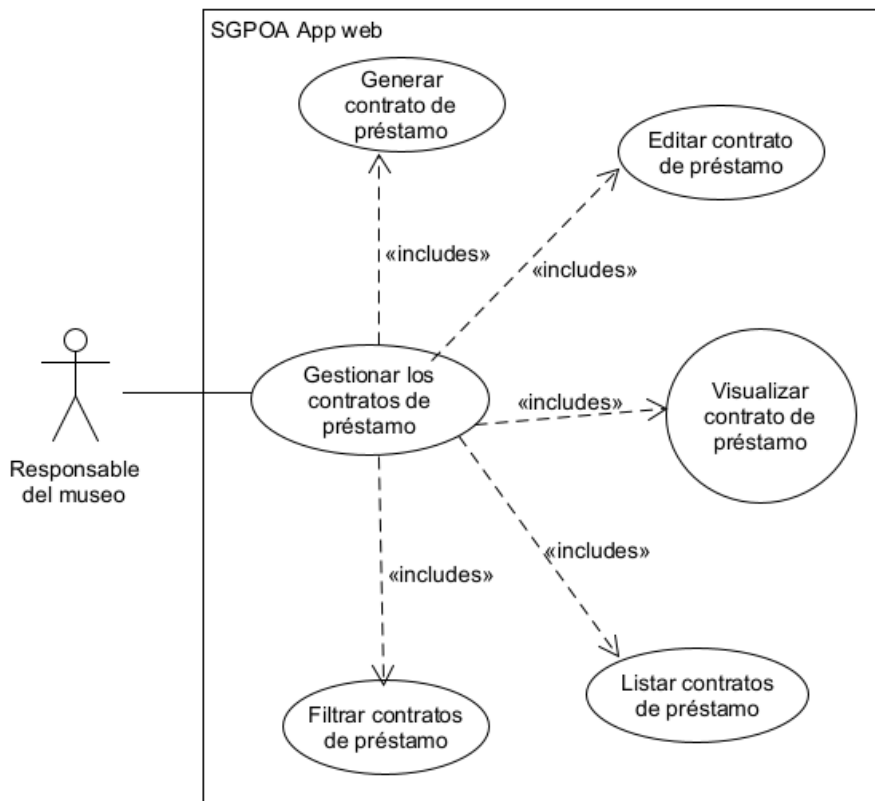 SGPOA App web
Generar
contrato de
préstamo
Editar contrato
de préstamo
«includes»
«includes»
Gestionar los
contratos de
préstamo
«includes»
Visualizar
contrato de
préstamo
Responsable
del museo
«includes»
«includes»
Filtrar contratos
de préstamo
Listar contratos
de préstamo